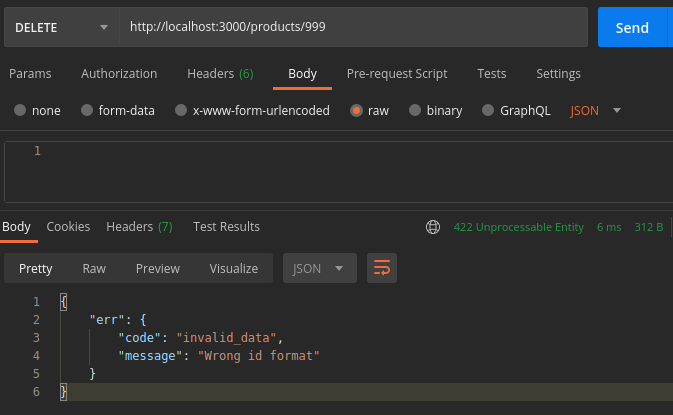 DELETE http://localhost:3000/products/999 Send
Params Authorization Headers (6) Body Pre-request Script Tests Settings
none form-data x-www-form-urlencoded raw binary GraphQL JSON
1
Body Cookies Headers (7) Test Results 422 Unprocessable Entity 6 ms 312 B
Pretty Raw Preview Visualize JSON
1 {
2 "err": {
3 "code": "invalid_data",
4 "message": "Wrong id format"
5 }
6 }